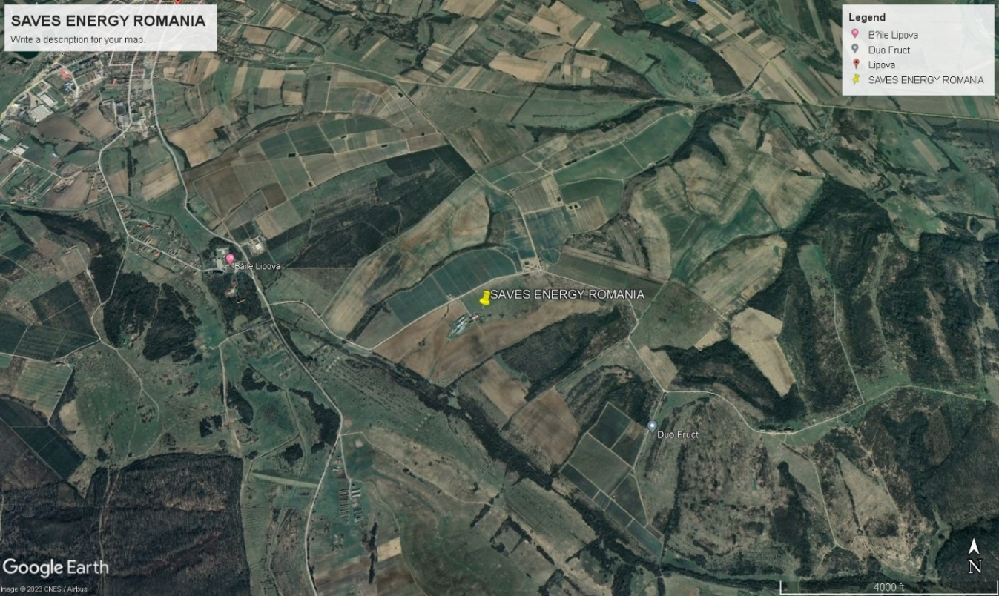 SAVES ENERGY ROMANIA
Write a description for your map.
Legend
B?ile Lipova
Duo Fruct
Lipova
SAVES ENERGY ROMANIA
Băile Lipova
SAVES ENERGY ROMANIA
Duo Fruct
Google Earth
Image © 2023 CNES / Airbus
N
4000 ft